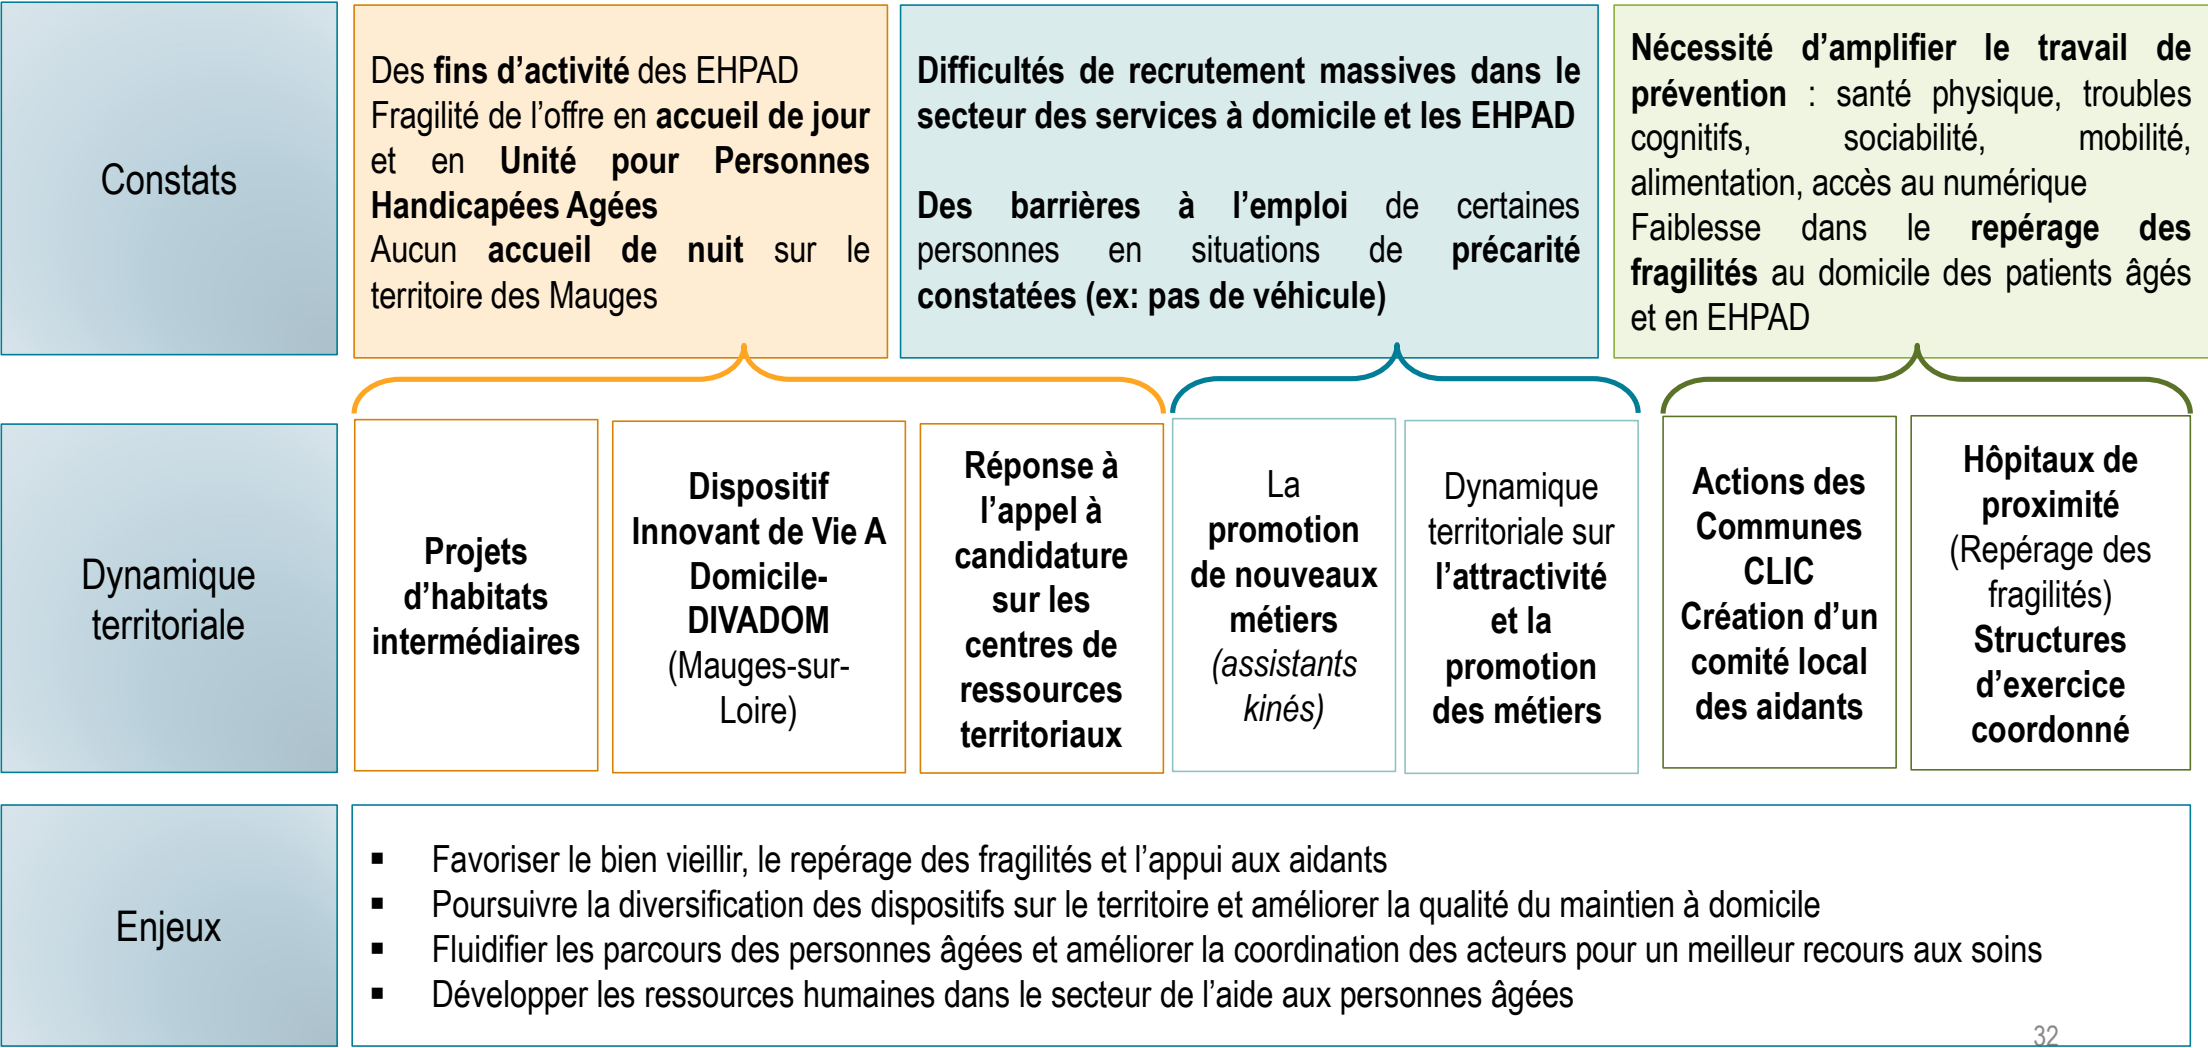 Constats
Des fins d’activité des EHPAD
Fragilité de l’offre en accueil de jour
et en Unité pour Personnes
Handicapées Agées
Aucun accueil de nuit sur le
territoire des Mauges
Difficultés de recrutement massives dans le
secteur des services à domicile et les EHPAD
Des barrières à l’emploi de certaines
personnes en situations de précarité
constatées (ex: pas de véhicule)
Nécessité d’amplifier le travail de
prévention : santé physique, troubles
cognitifs, sociabilité, mobilité,
alimentation, accès au numérique
Faiblesse dans le repérage des
fragilités au domicile des patients âgés
et en EHPAD
Dynamique
territoriale
Projets
d’habitats
intermédiaires
Dispositif
Innovant de Vie A
Domicile-
DIVADOM
(Mauges-sur-
Loire)
Réponse à
l’appel à
candidature
sur les
centres de
ressources
territoriaux
La
promotion
de nouveaux
métiers
(assistants
kinés)
Dynamique
territoriale sur
l’attractivité
et la
promotion
des métiers
Actions des
Communes
CLIC
Création d’un
comité local
des aidants
Hôpitaux de
proximité
(Repérage des
fragilités)
Structures
d’exercice
coordonné
Enjeux
▪ Favoriser le bien vieillir, le repérage des fragilités et l’appui aux aidants
▪ Poursuivre la diversification des dispositifs sur le territoire et améliorer la qualité du maintien à domicile
▪ Fluidifier les parcours des personnes âgées et améliorer la coordination des acteurs pour un meilleur recours aux soins
▪ Développer les ressources humaines dans le secteur de l’aide aux personnes âgées
32